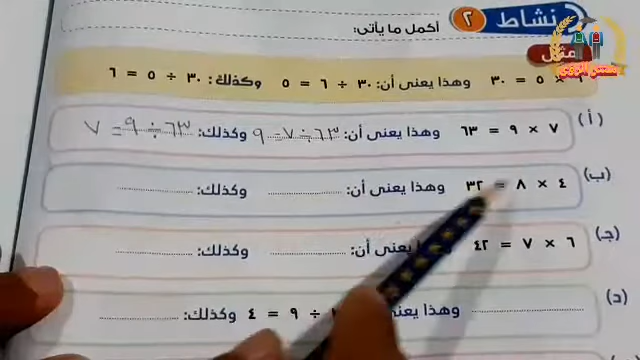 نشاط ٢ أكمل ما يأتى:
مثل
٦ × ٥ = ٣٠ وهذا يعنى أن: ٣٠ ÷ ٦ = ٥ وكذلك: ٣٠ ÷ ٥ = ٦
(أ) ٧ × ٩ = ٦٣ وهذا يعنى أن: ٦٣ ÷ ٧ = ٩ وكذلك: ٦٣ ÷ ٩ = ٧
(ب) ٤ × ٨ = ٣٢ وهذا يعنى أن: وكذلك:
(جـ) ٦ × ٧ = ٤٢ وهذا يعنى أن: وكذلك:
(د) وهذا يعنى ÷ ٩ = ٤ وكذلك: